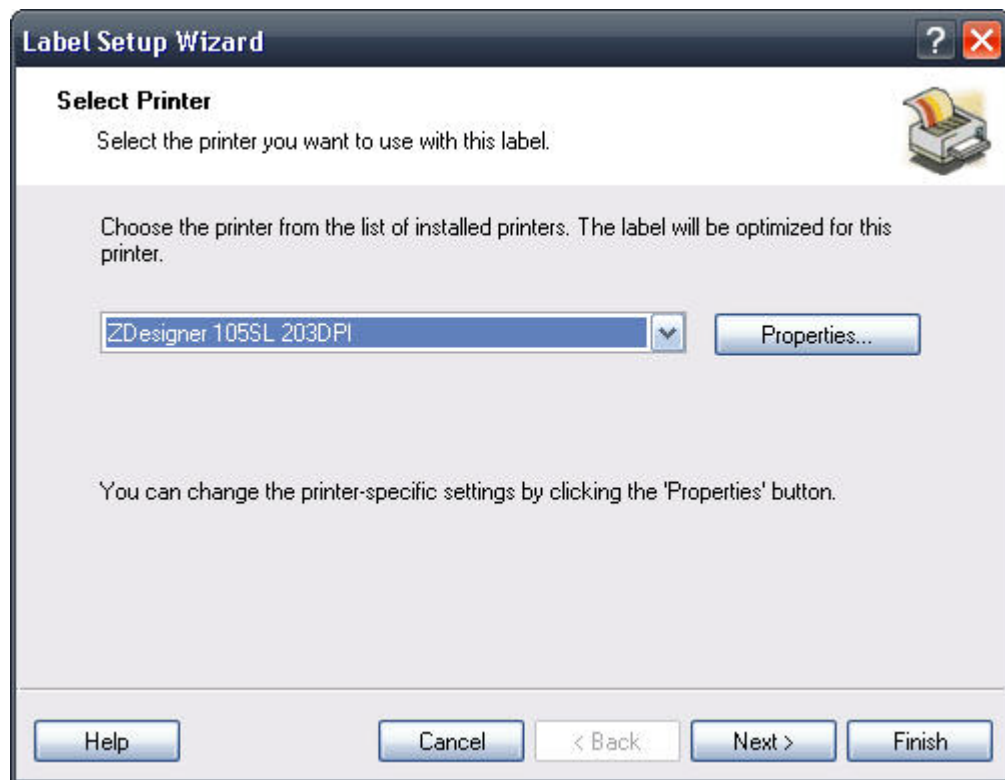 Label Setup Wizard
?
Select Printer
Select the printer you want to use with this label.
Choose the printer from the list of installed printers. The label will be optimized for this
printer.
ZDesigner 105SL 203DPI
Properties...
You can change the printer-specific settings by clicking the 'Properties' button.
Help
Cancel
< Back
Next >
Finish